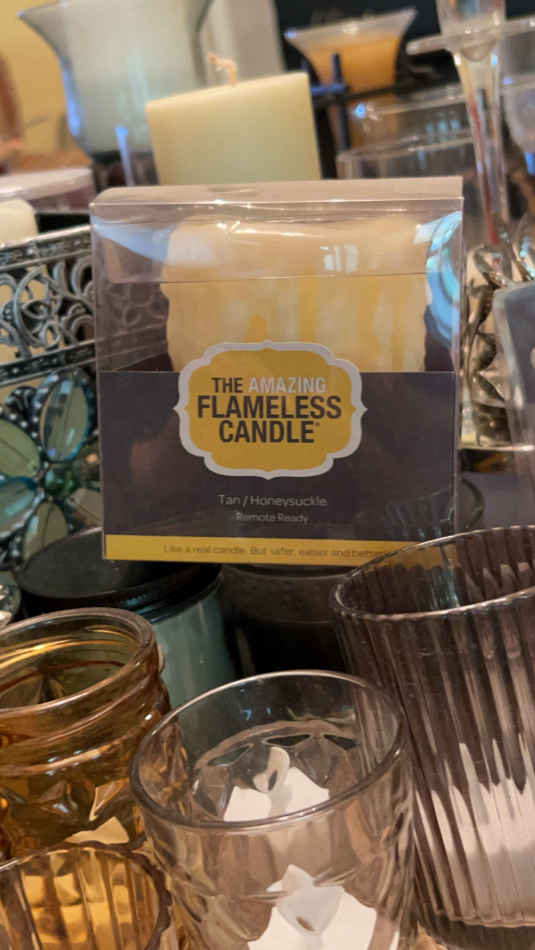 THE AMAZING
FLAMELESS
CANDLE®
Tan / Honeysuckle
Remote Ready
Like a real candle. But safer, easier and better